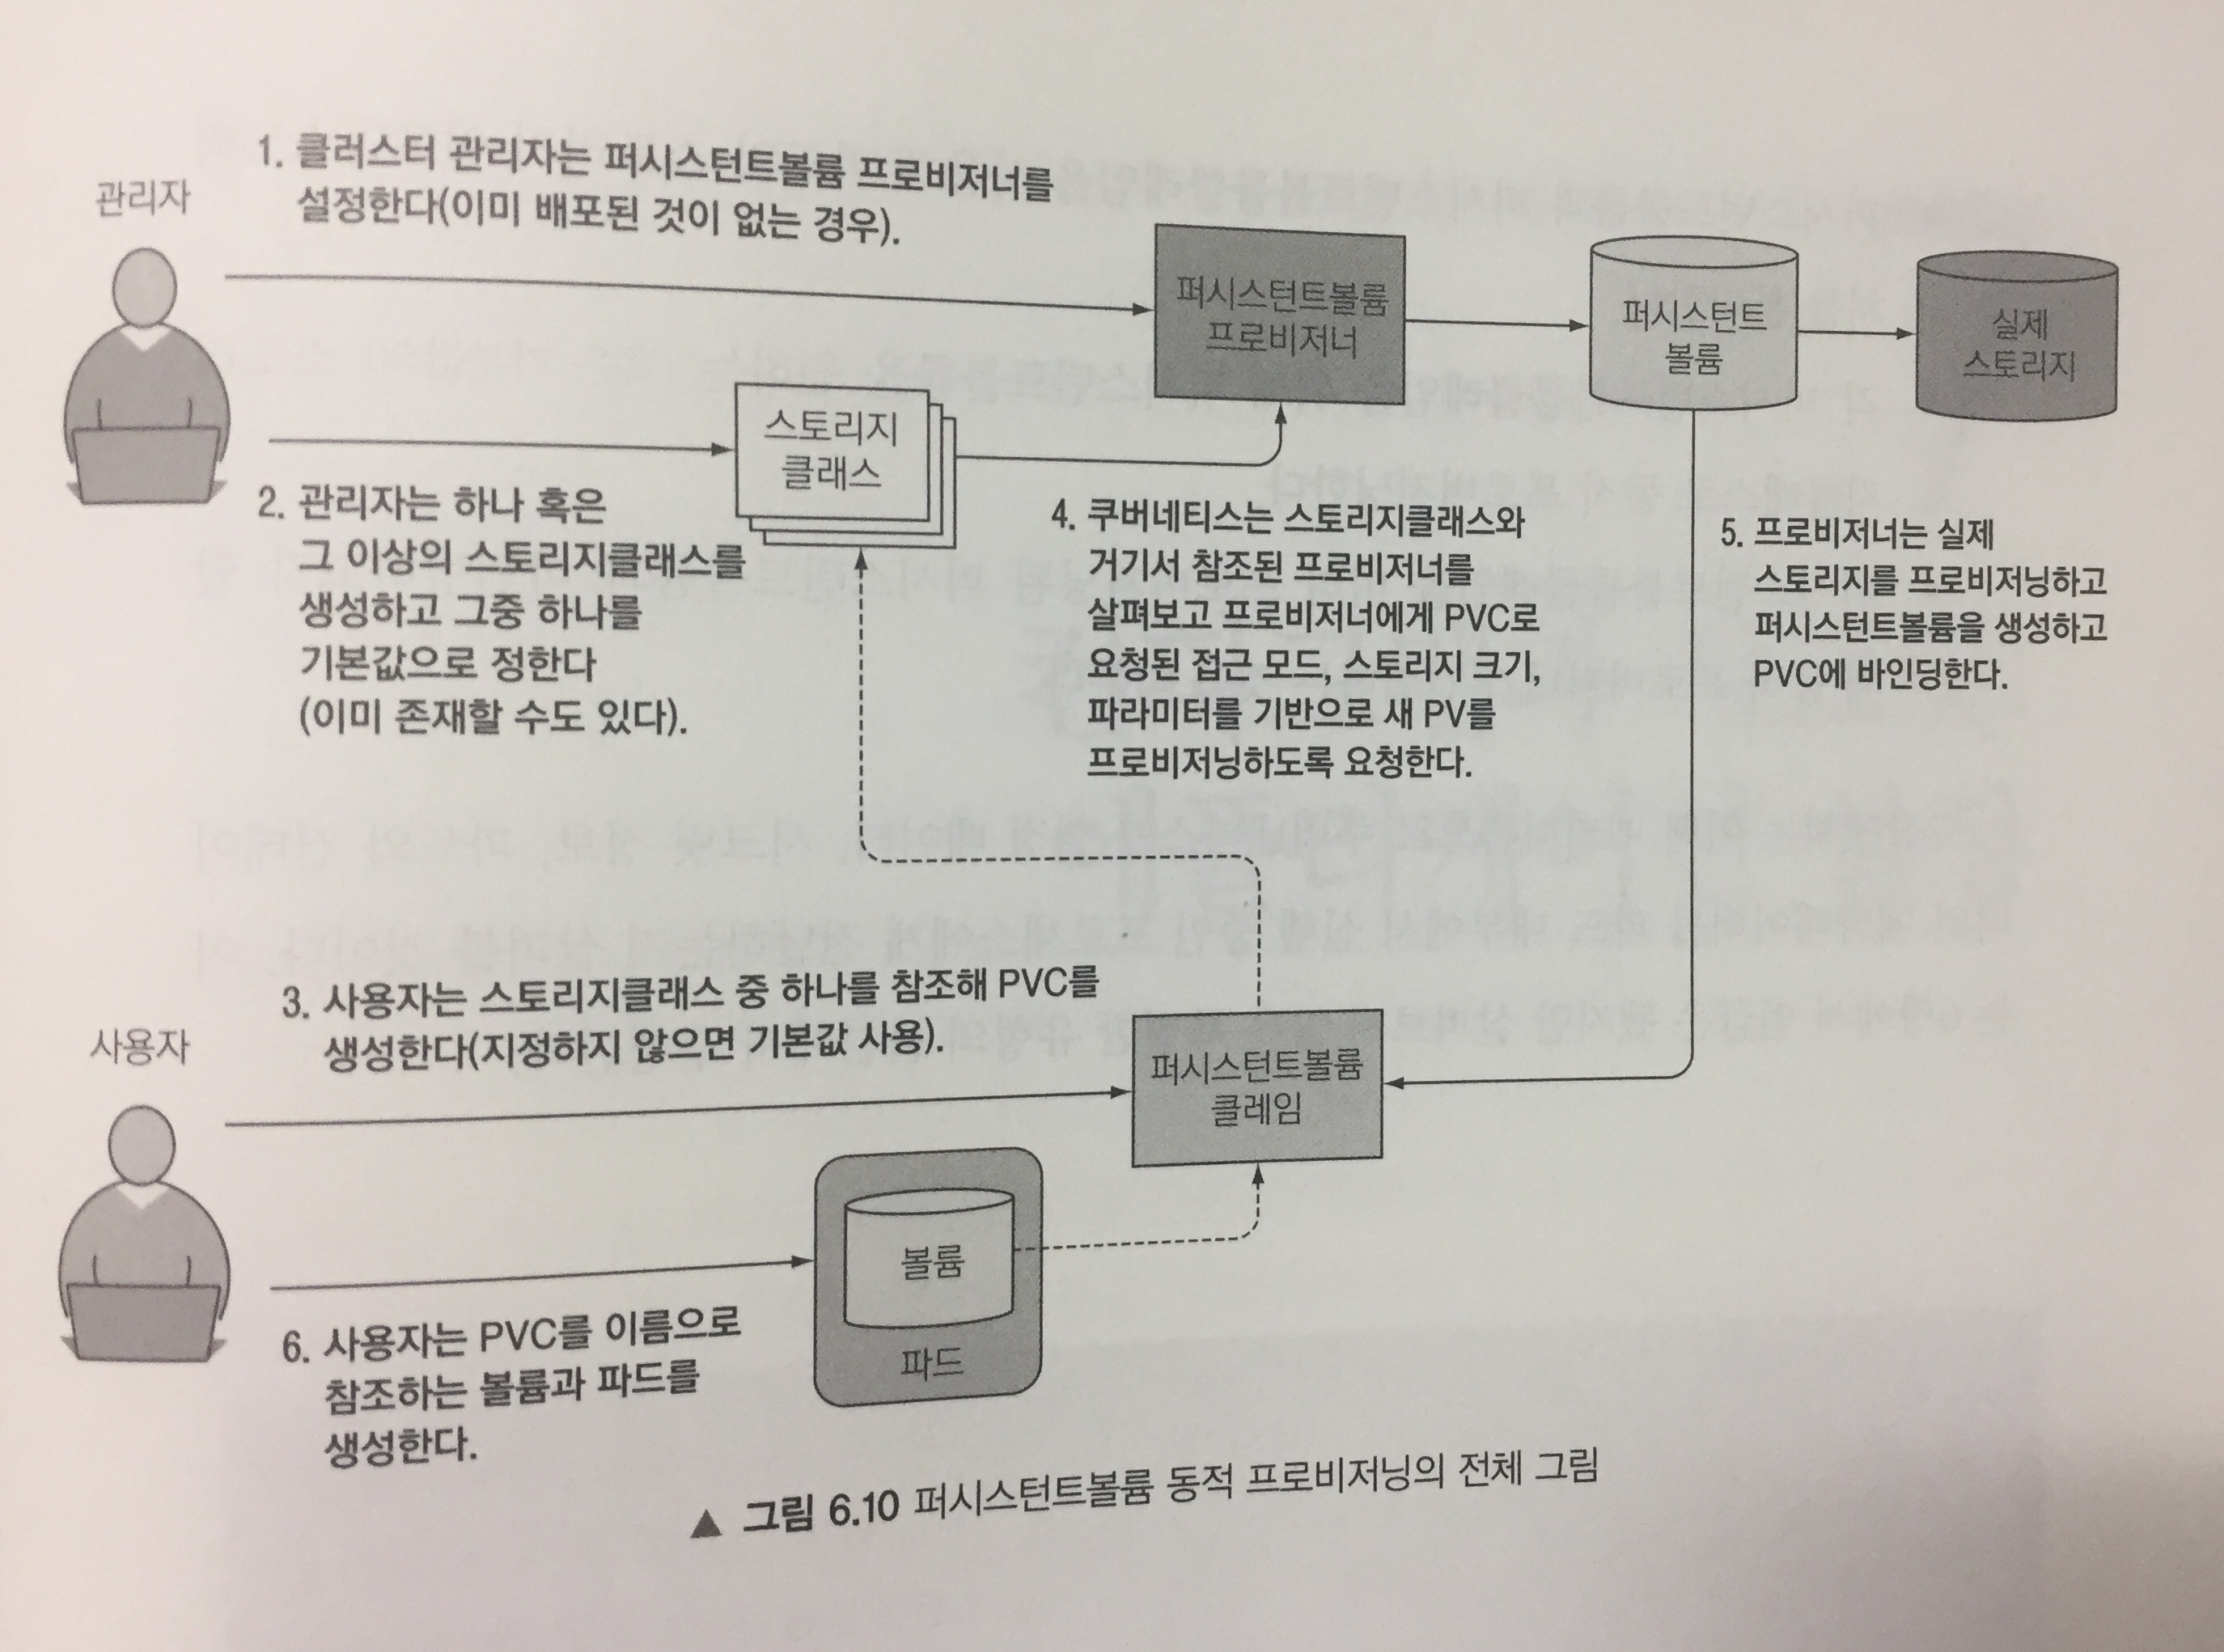 관리자
1. 클러스터 관리자는 퍼시스턴트볼륨 프로비저너를
설정한다(이미 배포된 것이 없는 경우).
퍼시스턴트볼륨
프로비저너
퍼시스턴트
볼륨
실제
스토리지
스토리지
클래스
2. 관리자는 하나 혹은
그 이상의 스토리지클래스를
생성하고 그중 하나를
기본값으로 정한다
(이미 존재할 수도 있다).
4. 쿠버네티스는 스토리지클래스와
거기서 참조된 프로비저너를
살펴보고 프로비저너에게 PVC로
요청된 접근 모드, 스토리지 크기,
파라미터를 기반으로 새 PV를
프로비저닝하도록 요청한다.
5. 프로비저너는 실제
스토리지를 프로비저닝하고
퍼시스턴트볼륨을 생성하고
PVC에 바인딩한다.
사용자
3. 사용자는 스토리지클래스 중 하나를 참조해 PVC를
생성한다(지정하지 않으면 기본값 사용).
퍼시스턴트볼륨
클레임
볼륨
파드
6. 사용자는 PVC를 이름으로
참조하는 볼륨과 파드를
생성한다.
▲ 그림 6.10 퍼시스턴트볼륨 동적 프로비저닝의 전체 그림